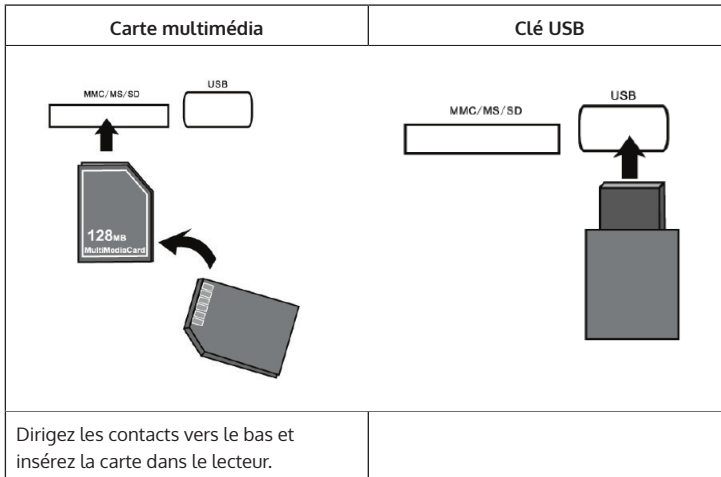 Carte multimédia
Clé USB
MMC/MS/SD
USB
128MB
MultiMediaCard
MMC/MS/SD
USB
Dirigez les contacts vers le bas et
insérez la carte dans le lecteur.